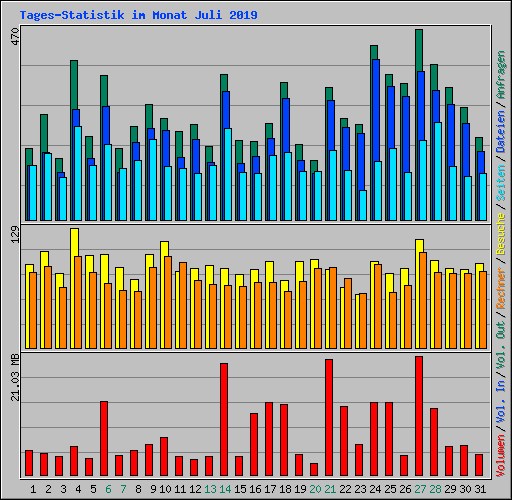 Tages-Statistik im Monat Juli 2019
470
129
21.03 MB
Anfragen / Dateien / Seiten
Besuche / Rechner
Volumen / Vol. In / Vol. Out
1 2 3 4 5 6 7 8 9 10 11 12 13 14 15 16 17 18 19 20 21 22 23 24 25 26 27 28 29 30 31